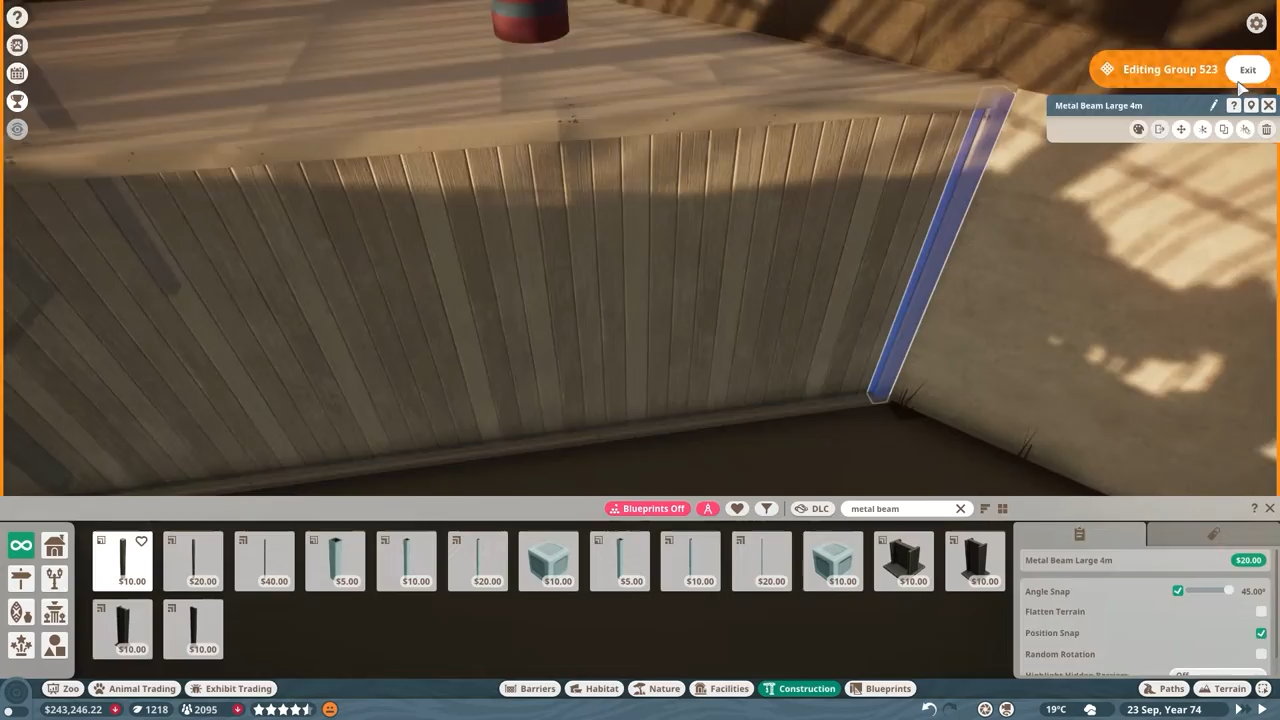 Editing Group 523
Exit
Metal Beam Large 4m
Blueprints Off
DLC
metal beam
$10.00
$20.00
$40.00
$5.00
$10.00
$20.00
$10.00
$5.00
$10.00
$20.00
$10.00
$10.00
$10.00
$10.00
$10.00
Metal Beam Large 4m
$20.00
Angle Snap
45.00°
Flatten Terrain
Position Snap
Random Rotation
Zoo
Animal Trading
Exhibit Trading
Barriers
Habitat
Nature
Facilities
Construction
Blueprints
Paths
Terrain
$243,246.22
1218
2095
19°C
23 Sep, Year 74